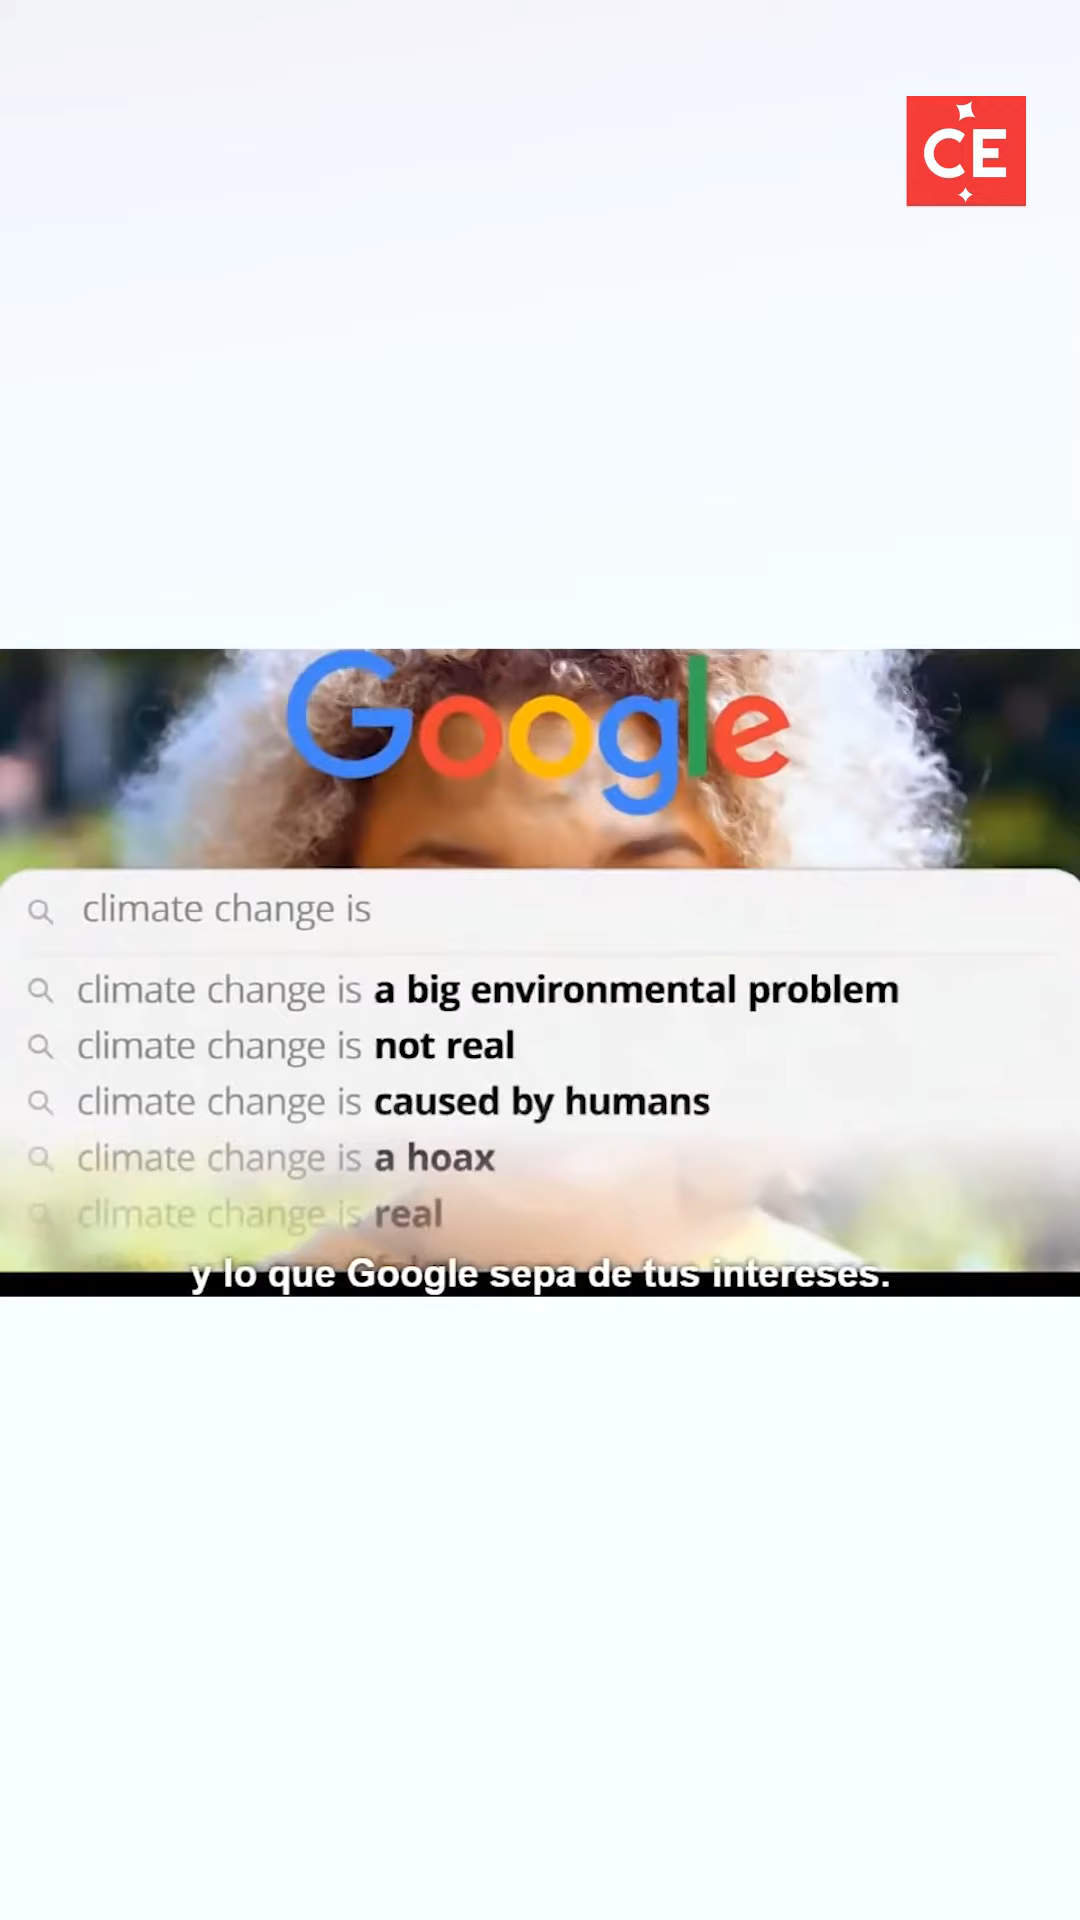 CE
Google
climate change is
climate change is a big environmental problem
climate change is not real
climate change is caused by humans
climate change is a hoax
climate change is real
y lo que Google sepa de tus intereses.